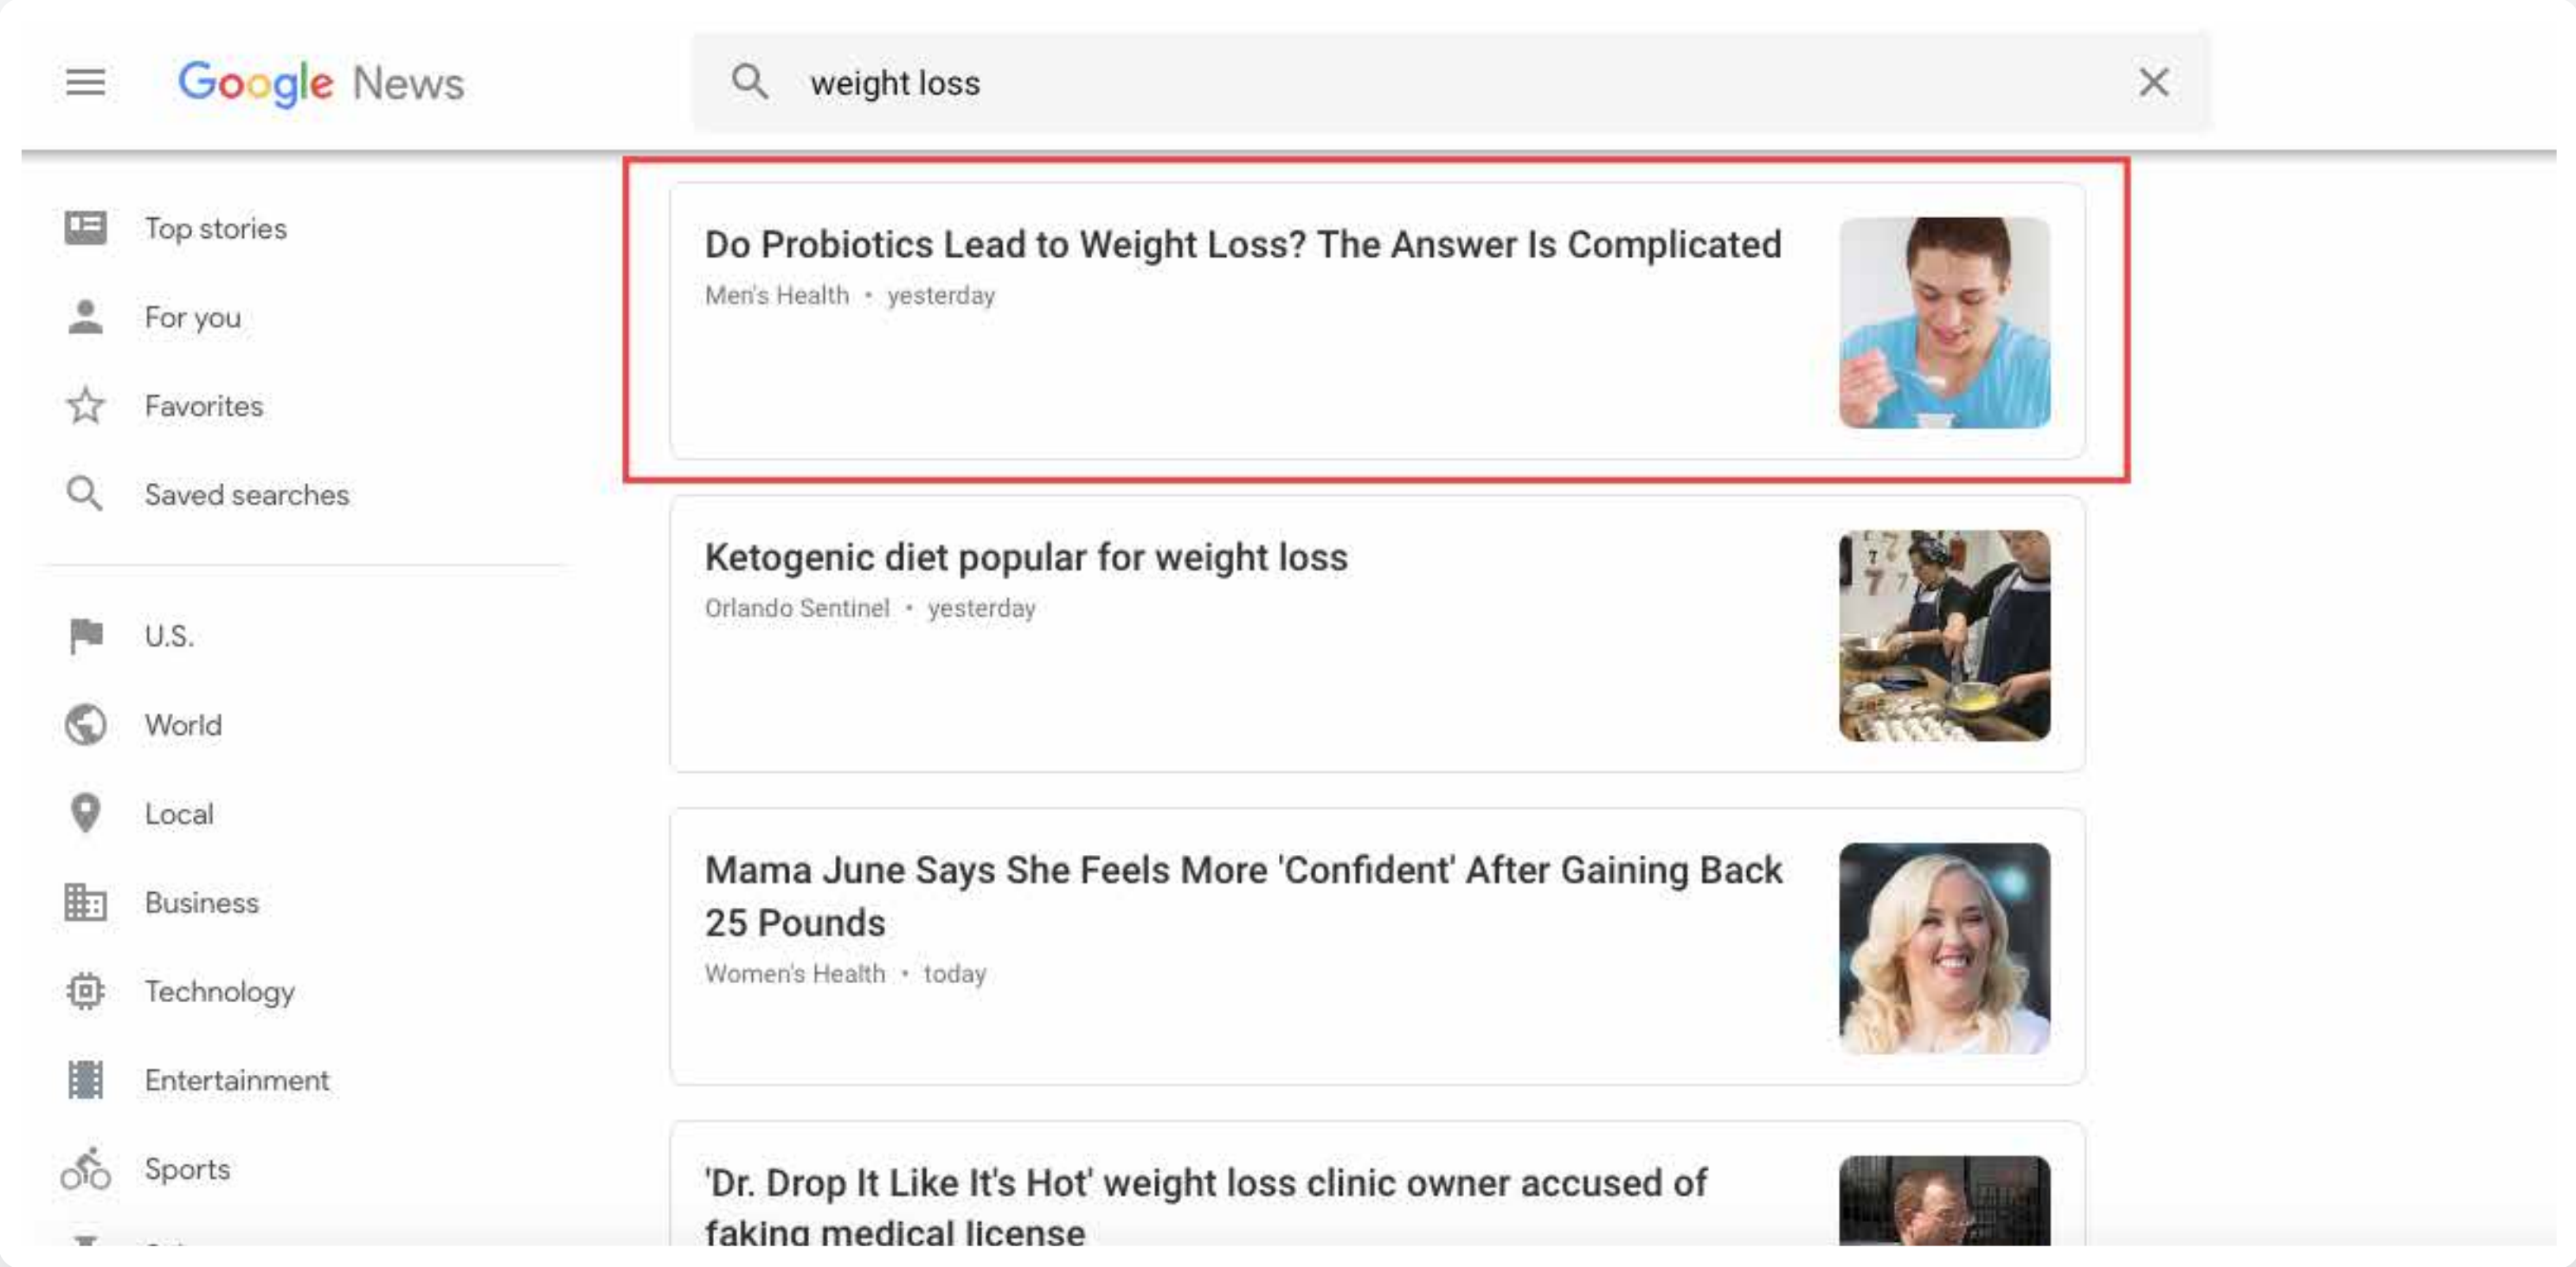 Google News
weight loss
Top stories
For you
Favorites
Saved searches
U.S.
World
Local
Business
Technology
Entertainment
Sports
Do Probiotics Lead to Weight Loss? The Answer Is Complicated
Men's Health • yesterday
Ketogenic diet popular for weight loss
Orlando Sentinel • yesterday
Mama June Says She Feels More 'Confident' After Gaining Back
25 Pounds
Women's Health • today
'Dr. Drop It Like It's Hot' weight loss clinic owner accused of
faking medical license